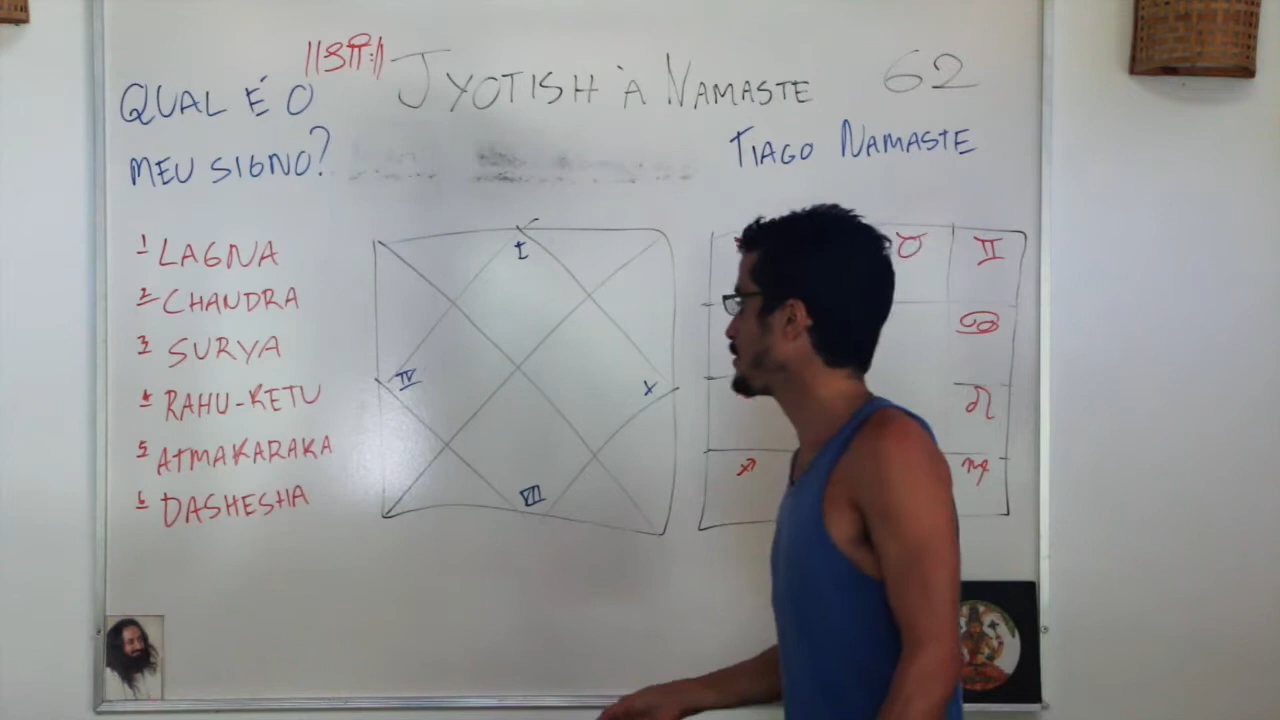 JYOTISH À NAMASTE 62
QUAL É O
MEU SIGNO?
TIAGO NAMASTE
1 LAGNA
2 CHANDRA
3 SURYA
4 RAHU-KETU
5 ATMAKARAKA
6 DASHESHA
I
IV
X
VII
♉ ♊
♋
♌
♐ ♍